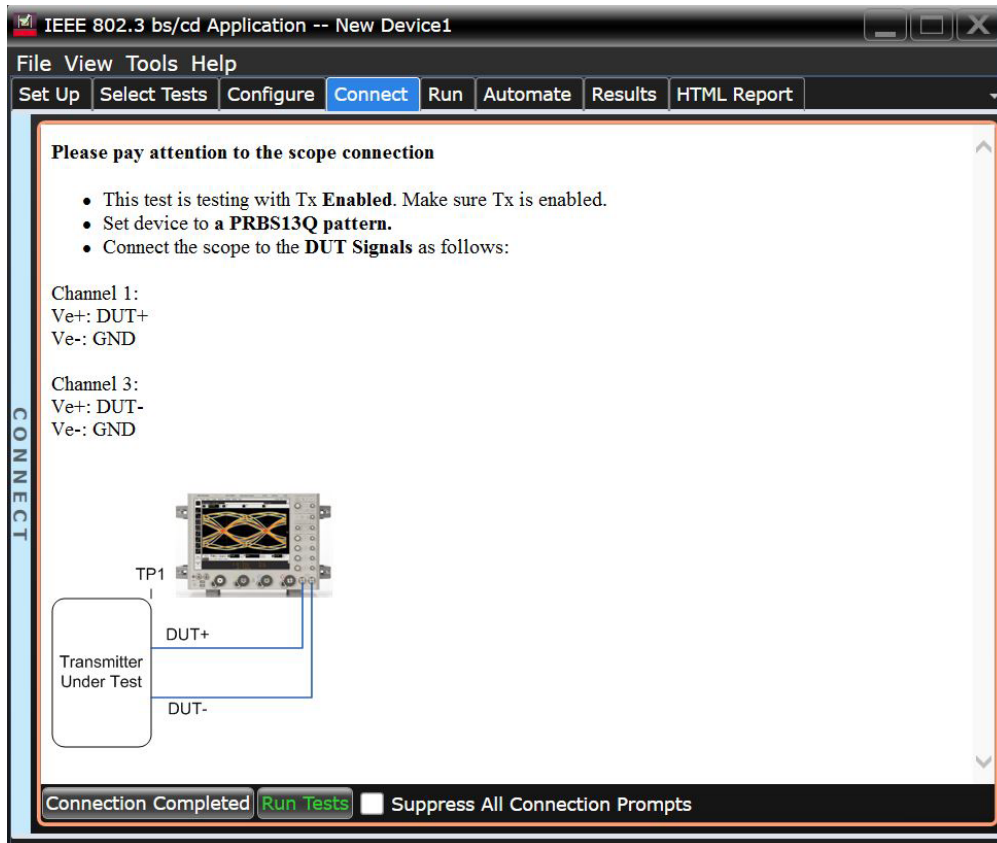 IEEE 802.3 bs/cd Application -- New Device1
File View Tools Help
Set Up Select Tests Configure Connect Run Automate Results HTML Report
Please pay attention to the scope connection
• This test is testing with Tx Enabled. Make sure Tx is enabled.
• Set device to a PRBS13Q pattern.
• Connect the scope to the DUT Signals as follows:
Channel 1:
Ve+: DUT+
Ve-: GND
Channel 3:
Ve+: DUT-
Ve-: GND
CONNECT
TP1
DUT+
Transmitter
Under Test
DUT-
Connection Completed Run Tests Suppress All Connection Prompts